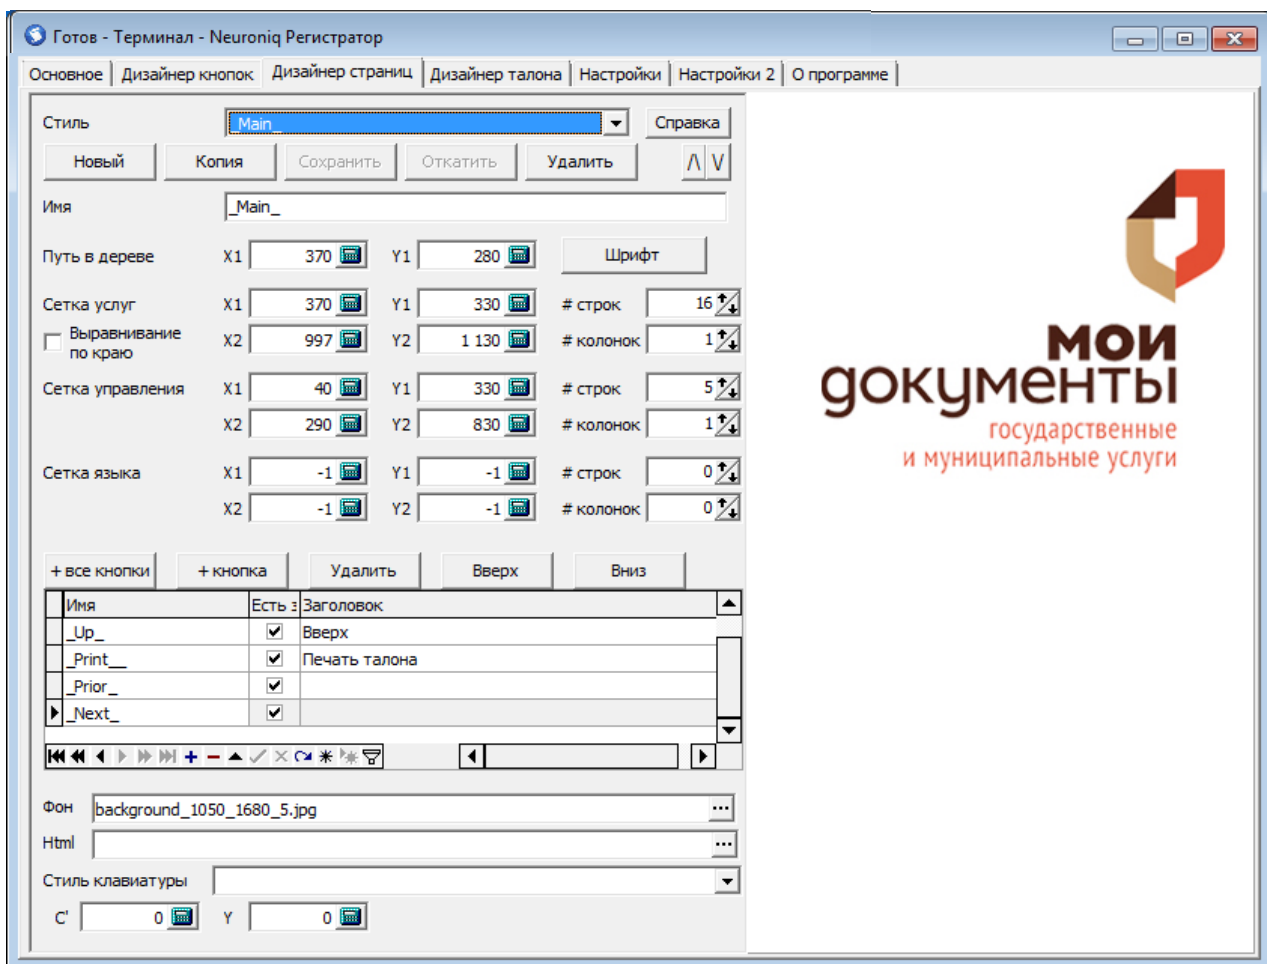 Готов - Терминал - Neuroniq Регистратор
Основное Дизайнер кнопок Дизайнер страниц Дизайнер талона Настройки Настройки 2 О программе
Стиль _Main_ Справка
Новый Копия Сохранить Откатить Удалить /\ \/
Имя _Main_
Путь в дереве X1 370 Y1 280 Шрифт
Сетка услуг X1 370 Y1 330 # строк 16
Выравнивание по краю X2 997 Y2 1 130 # колонок 1
Сетка управления X1 40 Y1 330 # строк 5
X2 290 Y2 830 # колонок 1
Сетка языка X1 -1 Y1 -1 # строк 0
X2 -1 Y2 -1 # колонок 0
+ все кнопки + кнопка Удалить Вверх Вниз
Имя Есть з Заголовок
_Up_ Вверх
_Print__ Печать талона
_Prior_
_Next_
Фон background_1050_1680_5.jpg ...
Html ...
Стиль клавиатуры
C' 0 Y 0
мои
документы
государственные
и муниципальные услуги